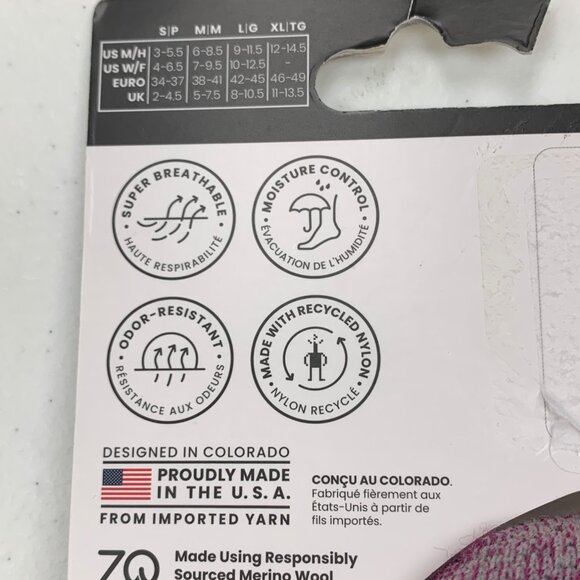 S|P M|M L|G XL|TG
US M/H 3-5.5 6-8.5 9-11.5 12-14.5
US W/F 4-6.5 7-9.5 10-12.5 -
EURO 34-37 38-41 42-45 46-49
UK 2-4.5 5-7.5 8-10.5 11-13.5
SUPER BREATHABLE
• HAUTE RESPIRABILITÉ •
MOISTURE CONTROL
• ÉVACUATION DE L'HUMIDITÉ •
ODOR-RESISTANT
• RÉSISTANCE AUX ODEURS •
MADE WITH RECYCLED NYLON
• NYLON RECYCLÉ •
DESIGNED IN COLORADO
PROUDLY MADE
IN THE U.S.A.
FROM IMPORTED YARN
CONÇU AU COLORADO.
Fabriqué fièrement aux
États-Unis à partir de
fils importés.
ZQ
Made Using Responsibly
Sourced Merino Wool